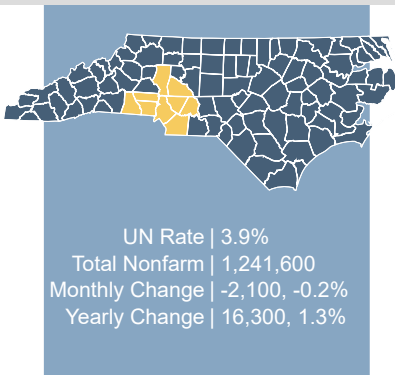 UN Rate | 3.9%
Total Nonfarm | 1,241,600
Monthly Change | -2,100, -0.2%
Yearly Change | 16,300, 1.3%